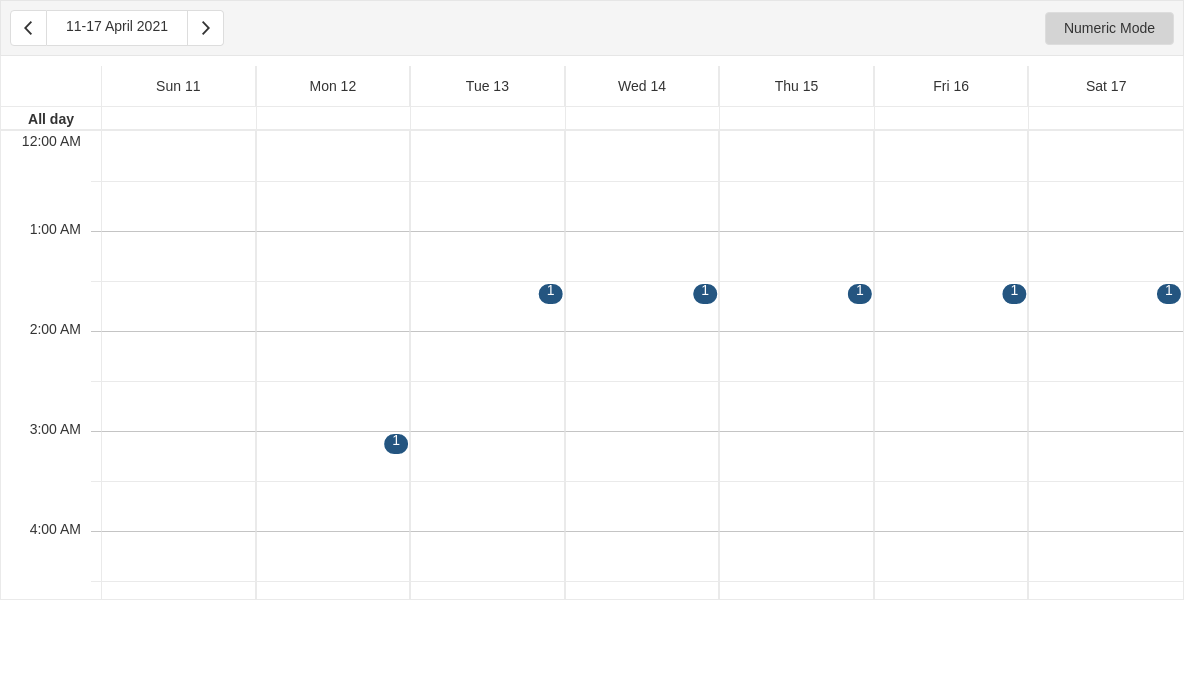 11-17 April 2021
Numeric Mode
Sun 11 Mon 12 Tue 13 Wed 14 Thu 15 Fri 16 Sat 17
All day
12:00 AM
1:00 AM
1 1 1 1 1
2:00 AM
3:00 AM
1
4:00 AM